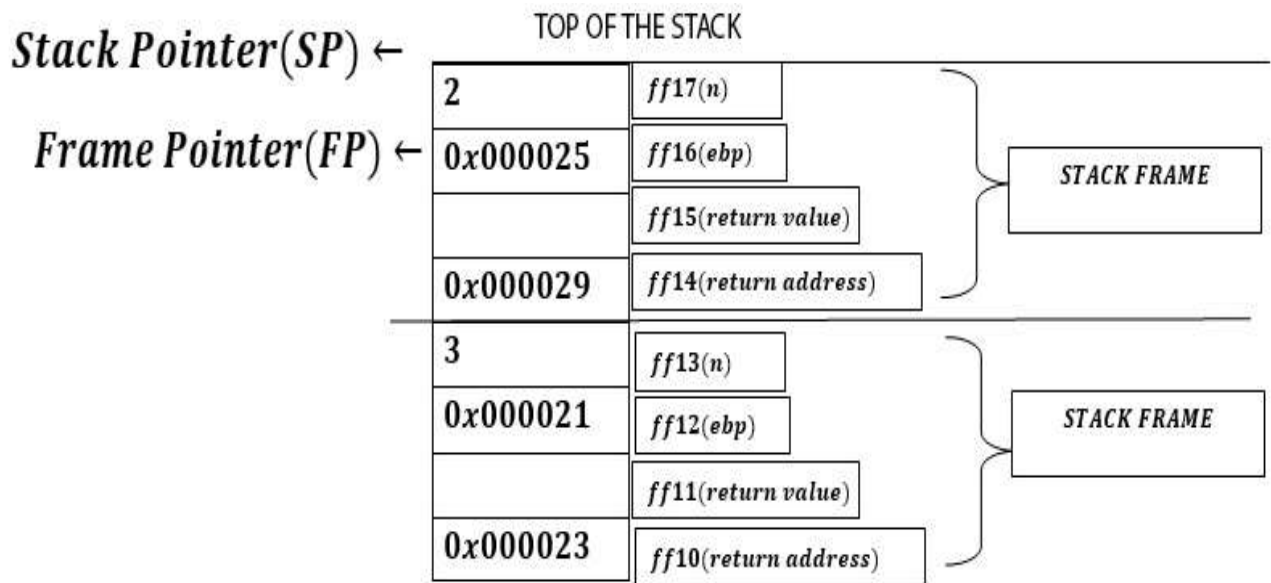 TOP OF THE STACK
Stack Pointer(SP) ←
2 ff17(n)
Frame Pointer(FP) ← 0x000025 ff16(ebp)
STACK FRAME
ff15(return value)
0x000029 ff14(return address)
3 ff13(n)
0x000021 ff12(ebp)
STACK FRAME
ff11(return value)
0x000023 ff10(return address)